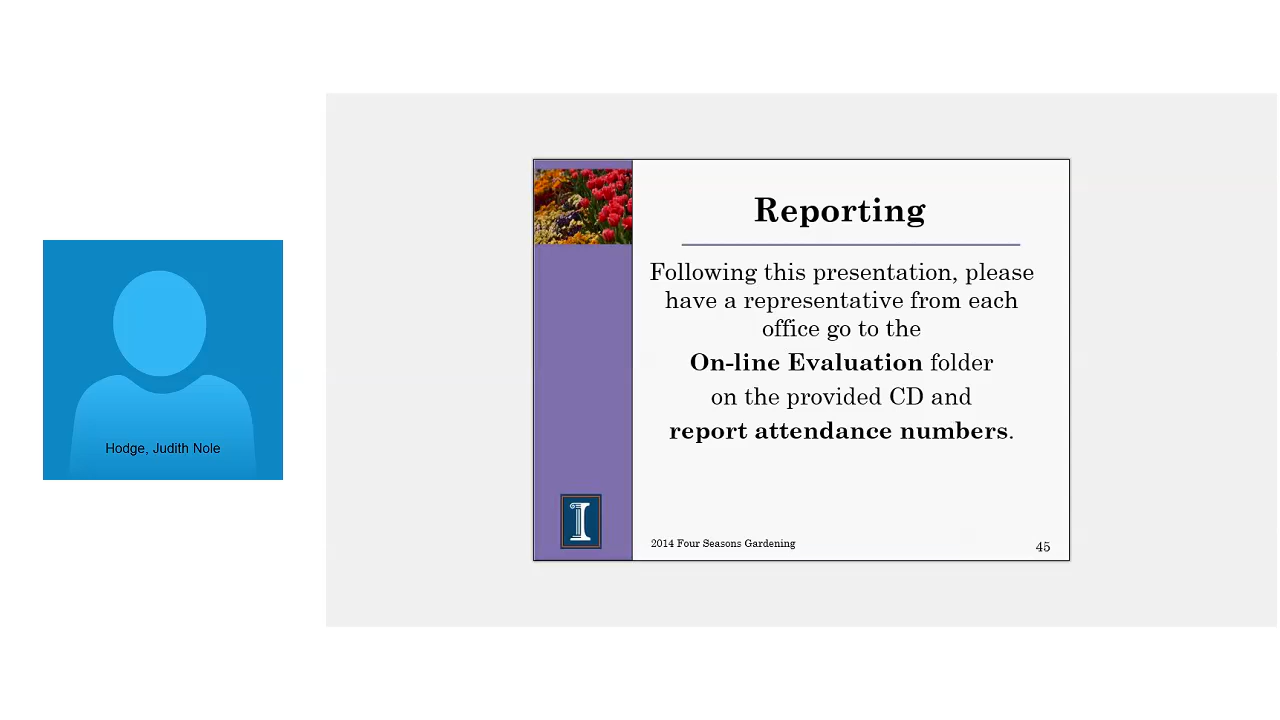 Hodge, Judith Nole
Reporting
Following this presentation, please
have a representative from each
office go to the
On-line Evaluation folder
on the provided CD and
report attendance numbers.
I
2014 Four Seasons Gardening
45